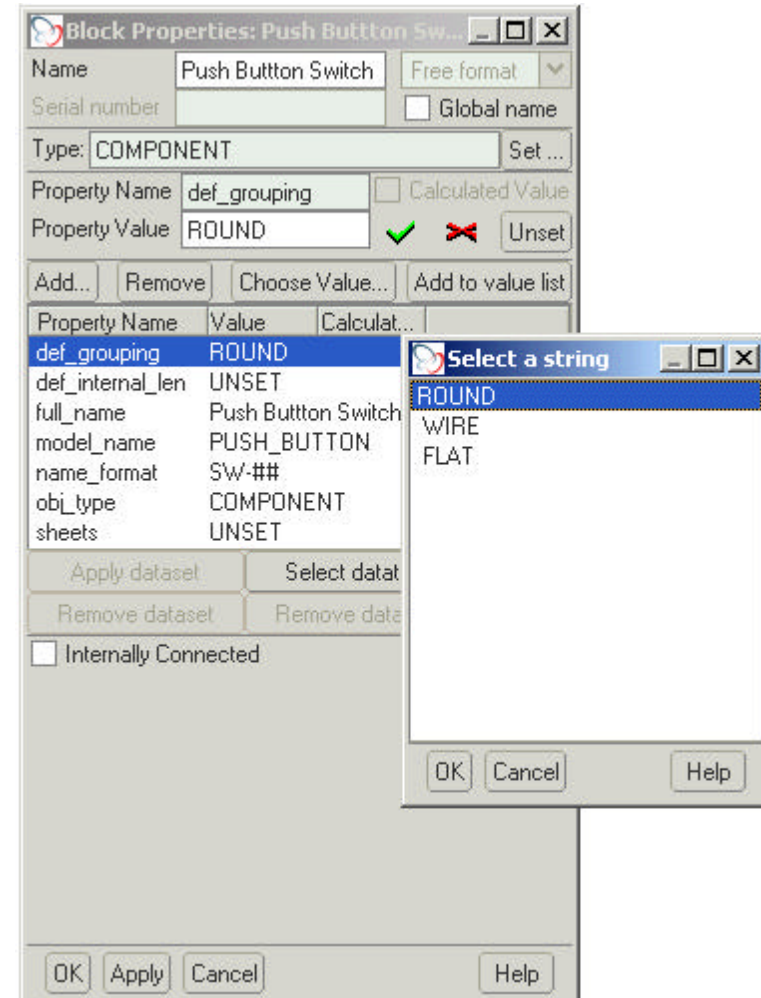 Block Properties: Push Buttton Sw...
Name Push Buttton Switch Free format
Serial number Global name
Type: COMPONENT Set ...
Property Name def_grouping Calculated Value
Property Value ROUND Unset
Add... Remove Choose Value... Add to value list
Property Name Value Calculat...
def_grouping ROUND
def_internal_len UNSET
full_name Push Buttton Switch
model_name PUSH_BUTTON
name_format SW-##
obj_type COMPONENT
sheets UNSET
Apply dataset Select datat
Remove dataset Remove data
Internally Connected
OK Apply Cancel Help
Select a string
ROUND
WIRE
FLAT
OK Cancel Help